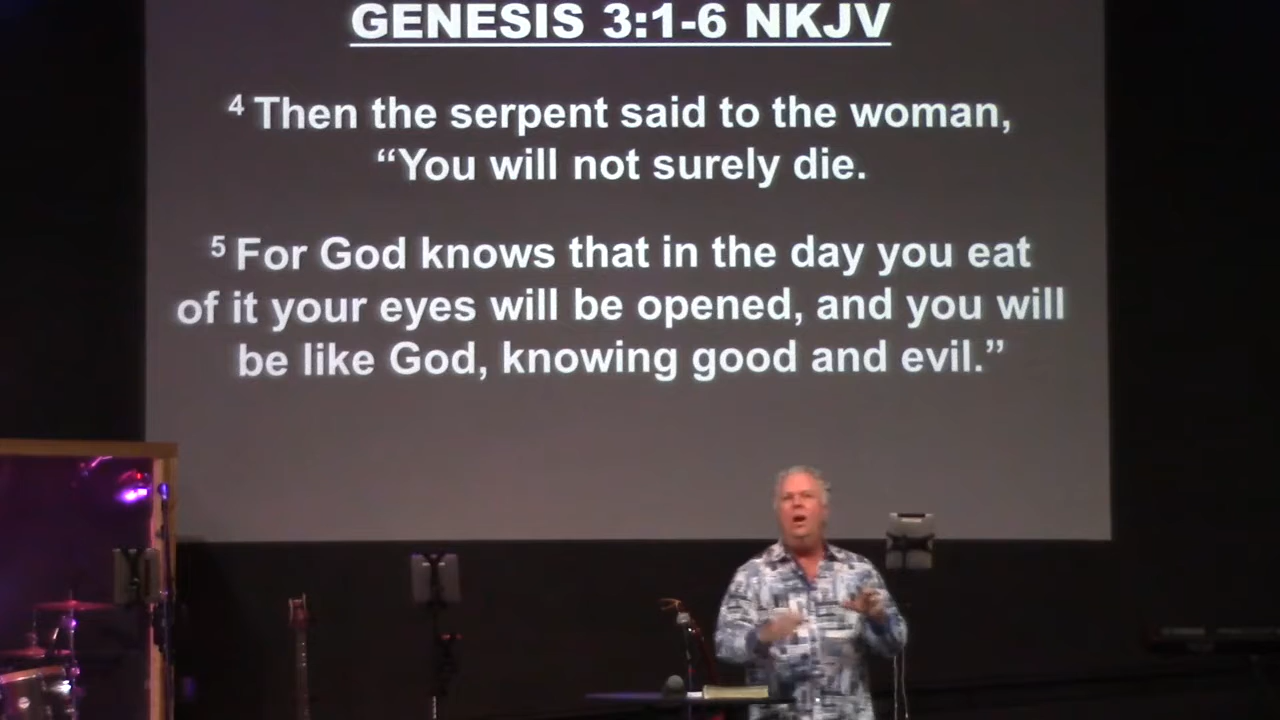 GENESIS 3:1-6 NKJV
4 Then the serpent said to the woman,
“You will not surely die.
5 For God knows that in the day you eat
of it your eyes will be opened, and you will
be like God, knowing good and evil.”